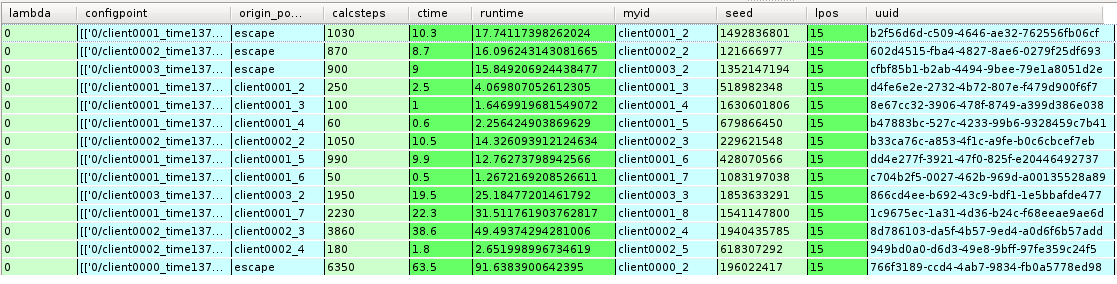 lambda configpoint origin_po... calcsteps ctime runtime myid seed lpos uuid
0 [['0/client0001_time137... escape 1030 10.3 17.74117398262024 client0001_2 1492836801 15 b2f56d6d-c509-4646-ae32-762556fb06cf
0 [['0/client0002_time137... escape 870 8.7 16.096243143081665 client0002_2 121666977 15 602d4515-fba4-4827-8ae6-0279f25df693
0 [['0/client0003_time137... escape 900 9 15.849206924438477 client0003_2 1352147194 15 cfbf85b1-b2ab-4494-9bee-79e1a8051d2e
0 [['0/client0001_time137... client0001_2 250 2.5 4.069807052612305 client0001_3 518982348 15 d4fe6e2e-2732-4b72-807e-f479d900f6f7
0 [['0/client0001_time137... client0001_3 100 1 1.6469919681549072 client0001_4 1630601806 15 8e67cc32-3906-478f-8749-a399d386e038
0 [['0/client0001_time137... client0001_4 60 0.6 2.256424903869629 client0001_5 679866450 15 b47883bc-527c-4233-99b6-9328459c7b41
0 [['0/client0002_time137... client0002_2 1050 10.5 14.326093912124634 client0002_3 229621548 15 b33ca76c-a853-4f1c-a9fe-b0c6cbcef7eb
0 [['0/client0001_time137... client0001_5 990 9.9 12.76273798942566 client0001_6 428070566 15 dd4e277f-3921-47f0-825f-e20446492737
0 [['0/client0001_time137... client0001_6 50 0.5 1.2672169208526611 client0001_7 1083197038 15 c704b2f5-0027-462b-969d-a00135528a89
0 [['0/client0003_time137... client0003_2 1950 19.5 25.18477201461792 client0003_3 1853633291 15 866cd4ee-b692-43c9-bdf1-1e5bbafde477
0 [['0/client0001_time137... client0001_7 2230 22.3 31.511761903762817 client0001_8 1541147800 15 1c9675ec-1a31-4d36-b24c-f68eeae9ae6d
0 [['0/client0002_time137... client0002_3 3860 38.6 49.49374294281006 client0002_4 1940435785 15 8d786103-da5f-4b57-9ed4-a0d6f6b57add
0 [['0/client0002_time137... client0002_4 180 1.8 2.651998996734619 client0002_5 618307292 15 949bd0a0-d6d3-49e8-9bff-97fe359c24f5
0 [['0/client0000_time137... escape 6350 63.5 91.6383900642395 client0000_2 196022417 15 766f3189-ccd4-4ab7-9834-fb0a5778ed98